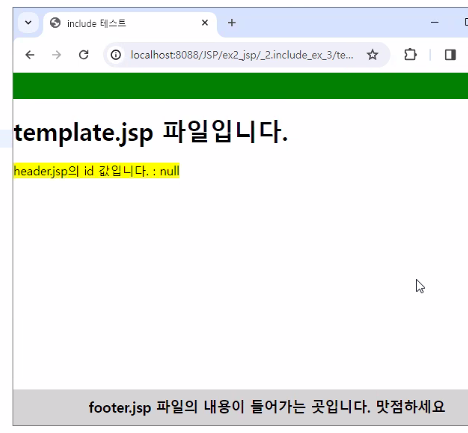 include 테스트
localhost:8088/JSP/ex2_jsp/_2.include_ex_3/te...
template.jsp 파일입니다.
header.jsp의 id 값입니다. : null
footer.jsp 파일의 내용이 들어가는 곳입니다. 맛점하세요